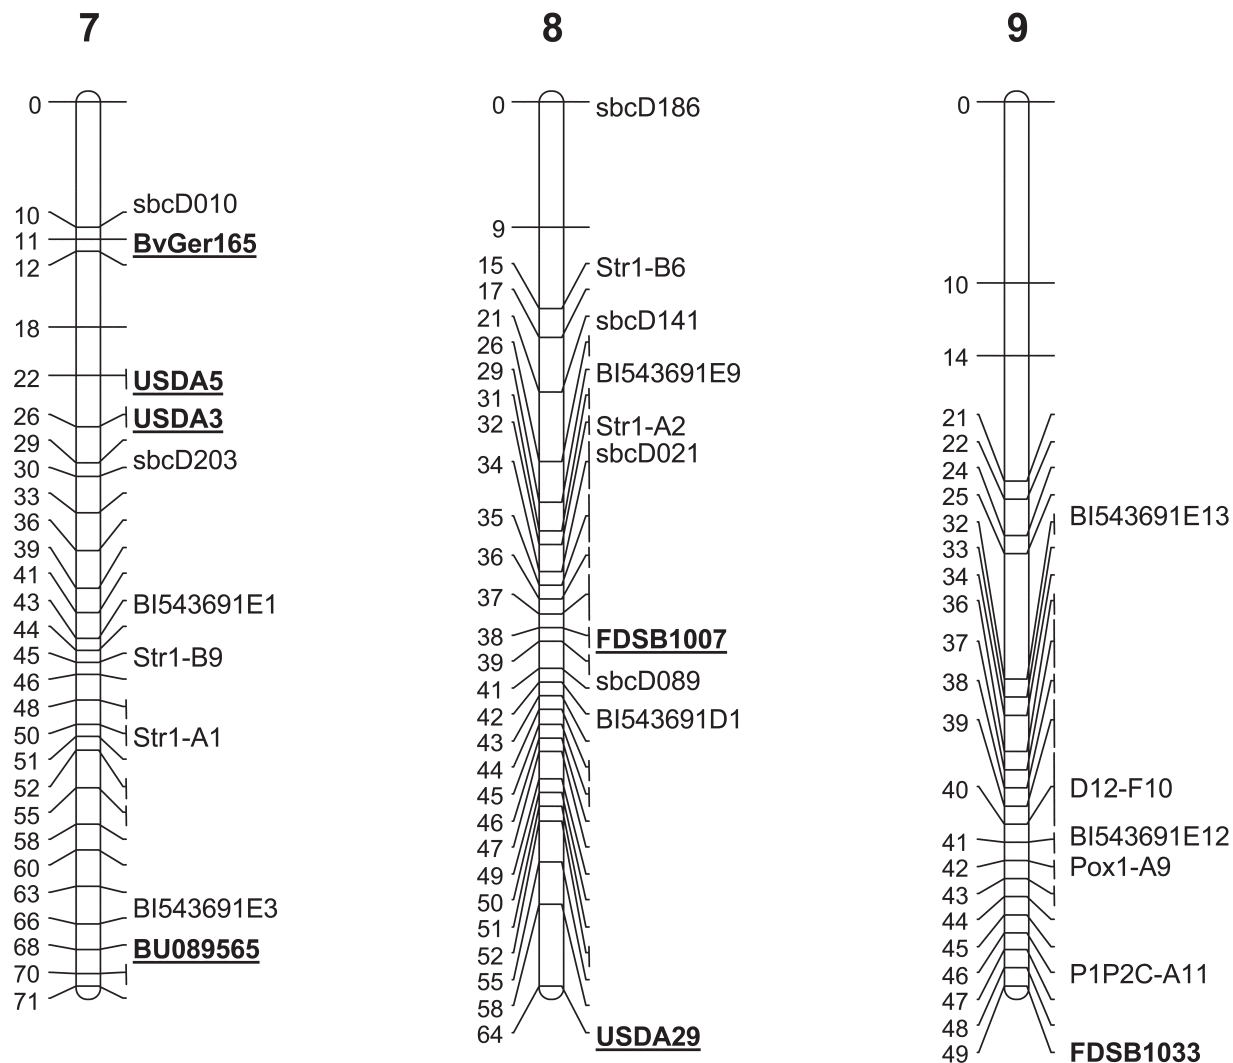 7
0
10 sbcD010
11 BvGer165
12
18
22 USDA5
26 USDA3
29
30 sbcD203
33
36
39
41
43 BI543691E1
44
45 Str1-B9
46
48
50 Str1-A1
51
52
55
58
60
63
66 BI543691E3
68 BU089565
70
71
8
0 sbcD186
9
15 Str1-B6
17
21 sbcD141
26
29 BI543691E9
31
32 Str1-A2
34 sbcD021
35
36
37
38 FDSB1007
39
41 sbcD089
42 BI543691D1
43
44
45
46
47
49
50
51
52
55
58
64 USDA29
9
0
10
14
21
22
24
25
32 BI543691E13
33
34
36
37
38
39
40 D12-F10
41 BI543691E12
42 Pox1-A9
43
44
45
46 P1P2C-A11
47
48
49 FDSB1033